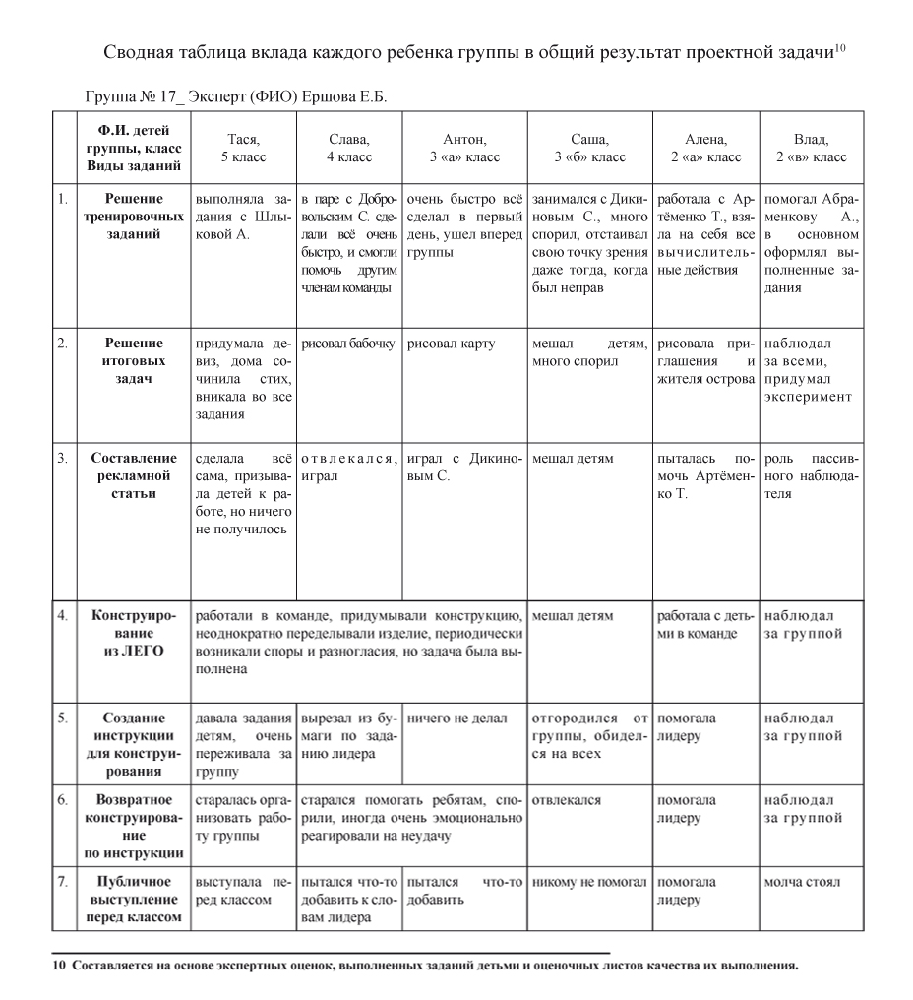 Сводная таблица вклада каждого ребенка группы в общий результат проектной задачи10
Группа № 17_ Эксперт (ФИО) Ершова Е.Б.
Ф.И. детей
группы, класс
Виды заданий
Тася,
5 класс
Слава,
4 класс
Антон,
3 «а» класс
Саша,
3 «б» класс
Алена,
2 «а» класс
Влад,
2 «в» класс
1.
Решение
тренировочных
заданий
выполняла за-
дания с Шлы-
ковой А.
в паре с Добро-
вольским С. сде-
лали всё очень
быстро, и смогли
помочь другим
членам команды
очень быстро всё
сделал в первый
день, ушел вперед
группы
занимался с Дики-
новым С., много
спорил, отстаивал
свою точку зрения
даже тогда, когда
был неправ
работала с Ар-
тёменко Т., взя-
ла на себя все
вычислитель-
ные действия
помогал Абра-
менкову А.,
в основном
оформлял вы-
полненные за-
дания
2.
Решение
итоговых
задач
придумала де-
виз, дома со-
чинила стих,
вникала во все
задания
рисовал бабочку
рисовал карту
мешал детям,
много спорил
рисовала при-
глашения и
жителя острова
наблюдал
за всеми,
придумал
эксперимент
3.
Составление
рекламной
статьи
сделала всё
сама, призыва-
ла детей к ра-
боте, но ничего
не получилось
отвлекался,
играл
играл с Дикино-
вым С.
мешал детям
пыталась по-
мочь Артёмен-
ко Т.
роль пассив-
ного наблюда-
теля
4.
Конструиро-
вание
из ЛЕГО
работали в команде, придумывали конструкцию,
неоднократно переделывали изделие, периодически
возникали споры и разногласия, но задача была вы-
полнена
мешал детям
работала с деть-
ми в команде
наблюдал
за группой
5.
Создание
инструкции
для конструи-
рования
давала задания
детям, очень
переживала за
группу
вырезал из бу-
маги по зада-
нию лидера
ничего не делал
отгородился от
группы, обидел-
ся на всех
помогала
лидеру
наблюдал
за группой
6.
Возвратное
конструирова-
ние
по инструкции
старалась орга-
низовать рабо-
ту группы
старался помогать ребятам, спо-
рили, иногда очень эмоционально
реагировали на неудачу
отвлекался
помогала
лидеру
наблюдал
за группой
7.
Публичное
выступление
перед классом
выступала пе-
ред классом
пытался что-то
добавить к сло-
вам лидера
пытался что-то
добавить
никому не помогал
помогала
лидеру
молча стоял
10 Составляется на основе экспертных оценок, выполненных заданий детьми и оценочных листов качества их выполнения.